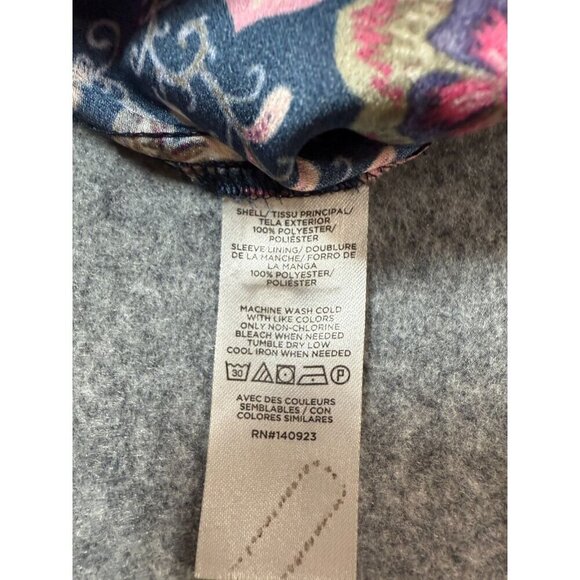 SHELL/ TISSU PRINCIPAL/
TELA EXTERIOR
100% POLYESTER/
POLIÉSTER
SLEEVE LINING/ DOUBLURE
DE LA MANCHE/ FORRO DE
LA MANGA
100% POLYESTER/
POLIÉSTER
MACHINE WASH COLD
WITH LIKE COLORS
ONLY NON-CHLORINE
BLEACH WHEN NEEDED
TUMBLE DRY LOW
COOL IRON WHEN NEEDED
30 P
AVEC DES COULEURS
SEMBLABLES / CON
COLORES SIMILARES
RN#140923